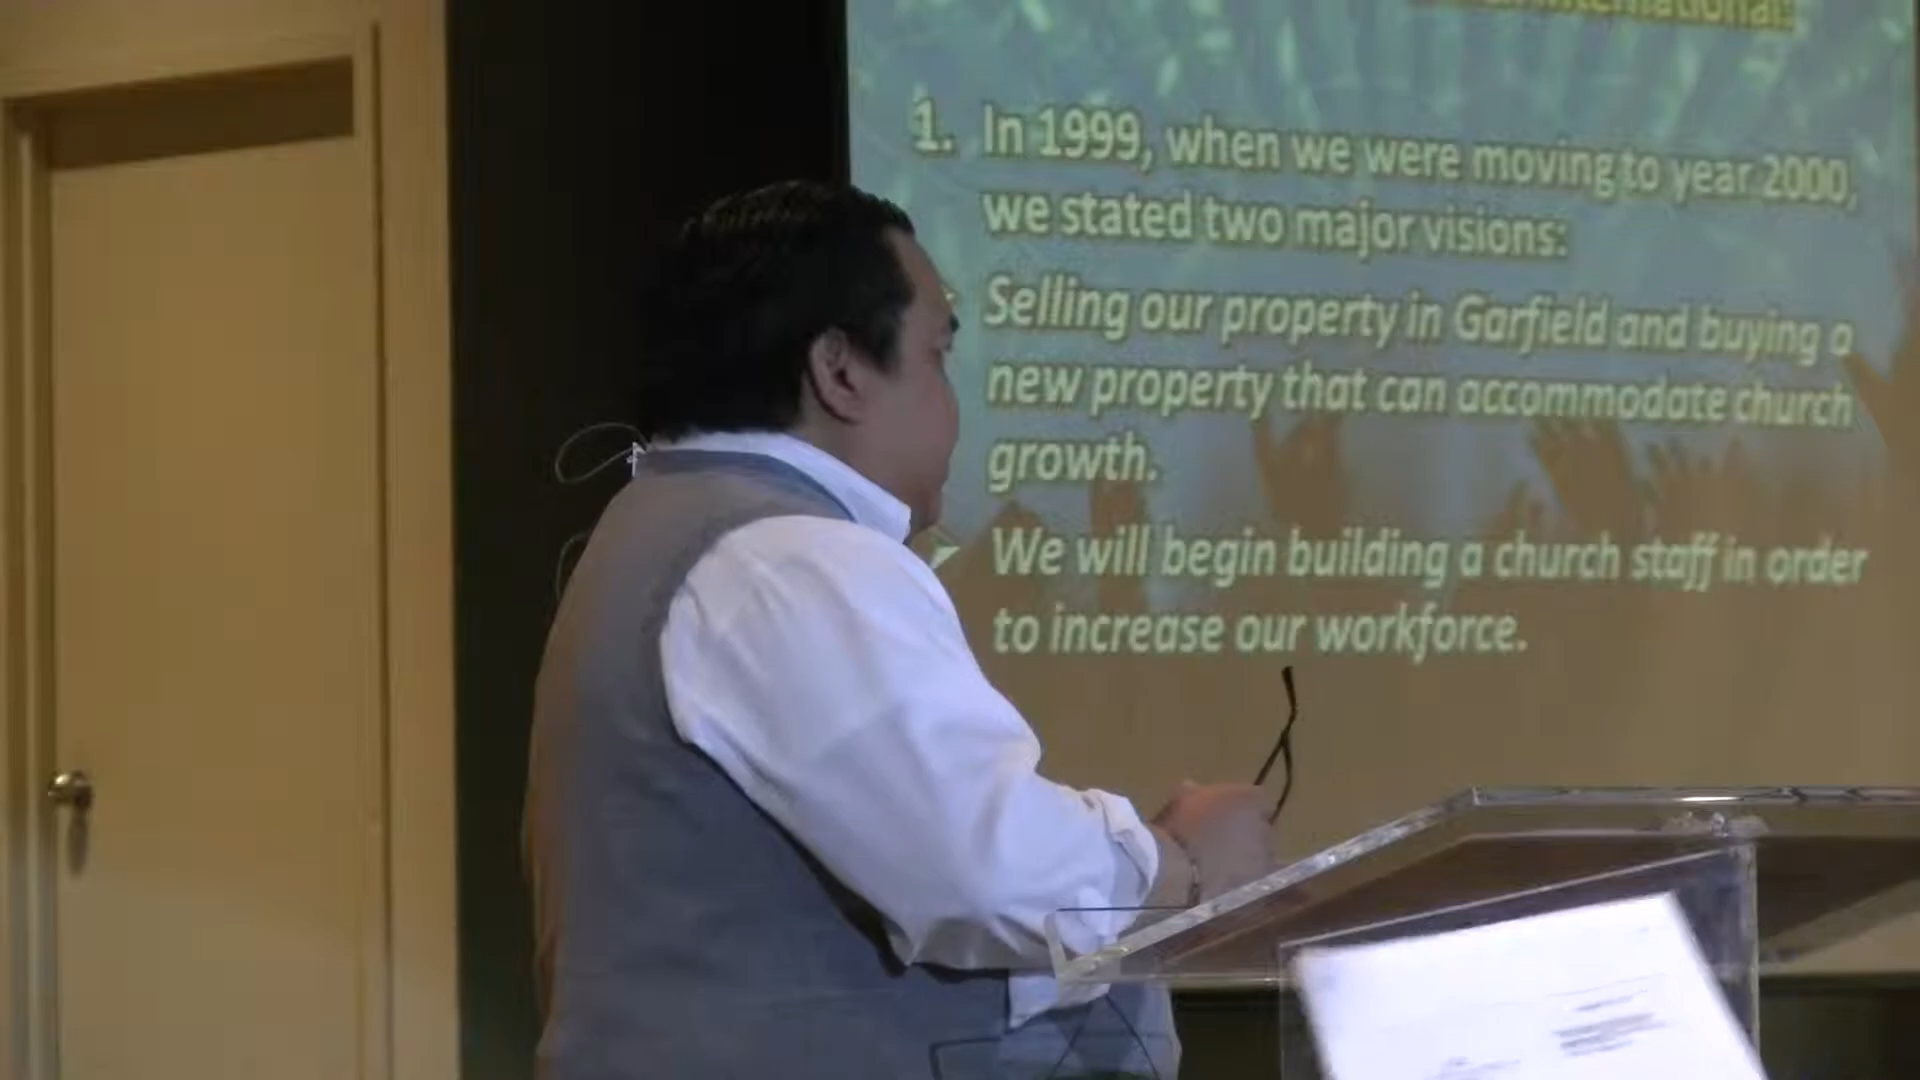 International:
1. In 1999, when we were moving to year 2000,
we stated two major visions:
Selling our property in Garfield and buying a
new property that can accommodate church
growth.
We will begin building a church staff in order
to increase our workforce.